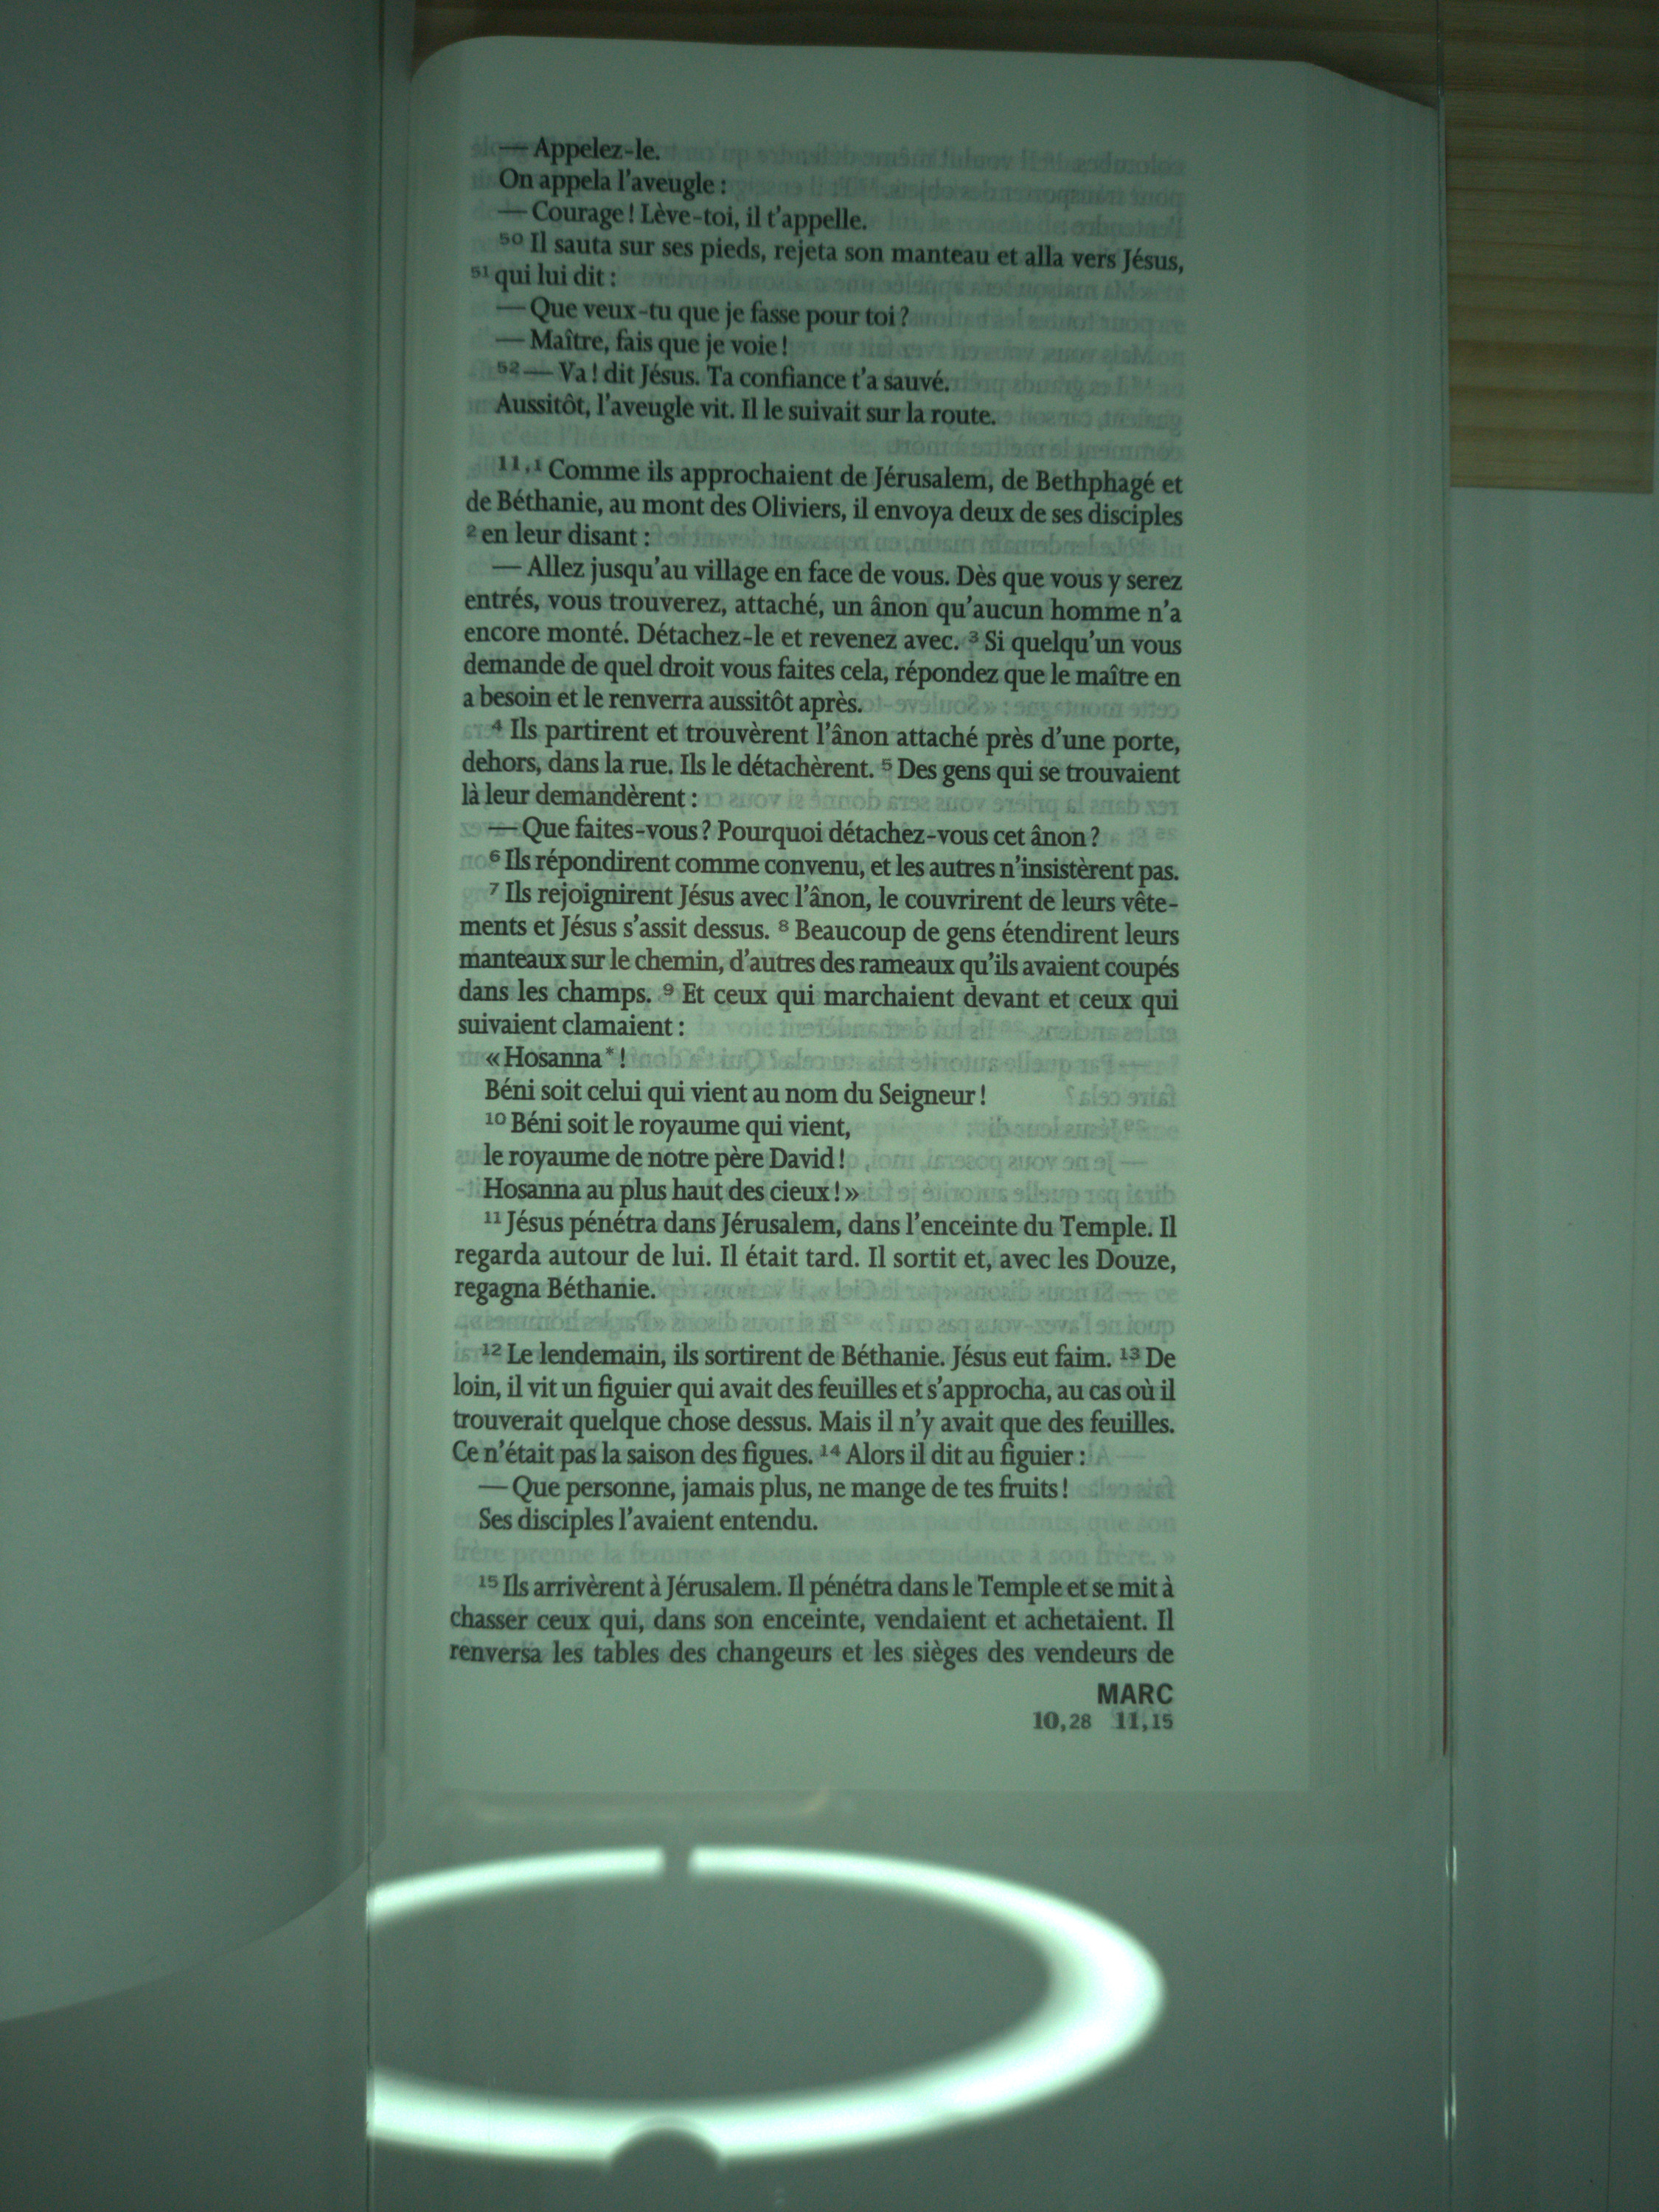 — Appelez-le.
On appela l'aveugle :
— Courage ! Lève-toi, il t'appelle.
50 Il sauta sur ses pieds, rejeta son manteau et alla vers Jésus,
51 qui lui dit :
— Que veux-tu que je fasse pour toi ?
— Maître, fais que je voie !
52 — Va ! dit Jésus. Ta confiance t'a sauvé.
Aussitôt, l'aveugle vit. Il le suivait sur la route.
11,1 Comme ils approchaient de Jérusalem, de Bethphagé et
de Béthanie, au mont des Oliviers, il envoya deux de ses disciples
2 en leur disant :
— Allez jusqu'au village en face de vous. Dès que vous y serez
entrés, vous trouverez, attaché, un ânon qu'aucun homme n'a
encore monté. Détachez-le et revenez avec. 3 Si quelqu'un vous
demande de quel droit vous faites cela, répondez que le maître en
a besoin et le renverra aussitôt après.
4 Ils partirent et trouvèrent l'ânon attaché près d'une porte,
dehors, dans la rue. Ils le détachèrent. 5 Des gens qui se trouvaient
là leur demandèrent :
— Que faites-vous ? Pourquoi détachez-vous cet ânon ?
6 Ils répondirent comme convenu, et les autres n'insistèrent pas.
7 Ils rejoignirent Jésus avec l'ânon, le couvrirent de leurs vête-
ments et Jésus s'assit dessus. 8 Beaucoup de gens étendirent leurs
manteaux sur le chemin, d'autres des rameaux qu'ils avaient coupés
dans les champs. 9 Et ceux qui marchaient devant et ceux qui
suivaient clamaient :
« Hosanna* !
Béni soit celui qui vient au nom du Seigneur !
10 Béni soit le royaume qui vient,
le royaume de notre père David !
Hosanna au plus haut des cieux ! »
11 Jésus pénétra dans Jérusalem, dans l'enceinte du Temple. Il
regarda autour de lui. Il était tard. Il sortit et, avec les Douze,
regagna Béthanie.
12 Le lendemain, ils sortirent de Béthanie. Jésus eut faim. 13 De
loin, il vit un figuier qui avait des feuilles et s'approcha, au cas où il
trouverait quelque chose dessus. Mais il n'y avait que des feuilles.
Ce n'était pas la saison des figues. 14 Alors il dit au figuier :
— Que personne, jamais plus, ne mange de tes fruits !
Ses disciples l'avaient entendu.
15 Ils arrivèrent à Jérusalem. Il pénétra dans le Temple et se mit à
chasser ceux qui, dans son enceinte, vendaient et achetaient. Il
renversa les tables des changeurs et les sièges des vendeurs de
MARC
10,28 11,15